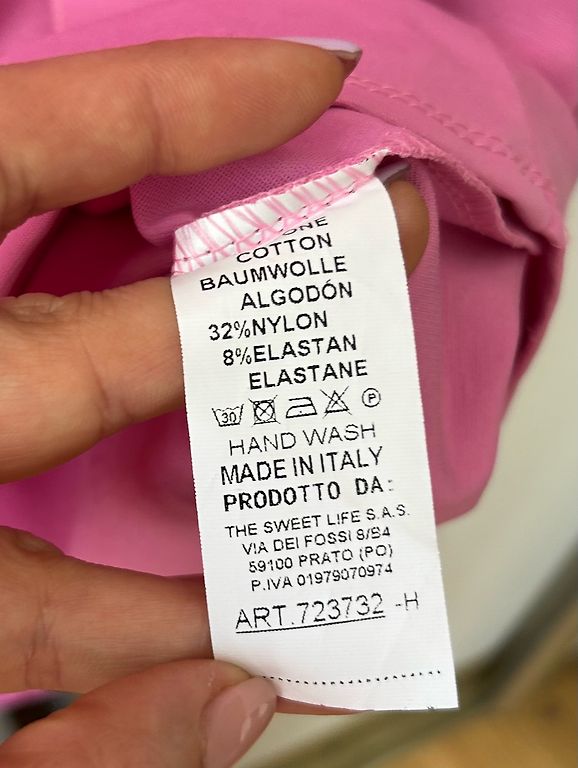 COTTON
BAUMWOLLE
ALGODÓN
32%NYLON
8%ELASTAN
ELASTANE
30 P
HAND WASH
MADE IN ITALY
PRODOTTO DA:
THE SWEET LIFE S.A.S.
VIA DEI FOSSI 8/B4
59100 PRATO (PO)
P.IVA 01979070974
ART.723732 -H